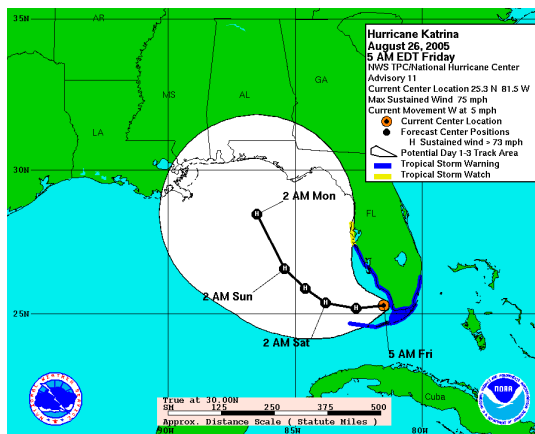 35N
AR
Hurricane Katrina
August 26, 2005
5 AM EDT Friday
NWS TPC/National Hurricane Center
Advisory 11
Current Center Location 25.3 N 81.5 W
Max Sustained Wind 75 mph
Current Movement W at 5 mph
Current Center Location
Forecast Center Positions
H Sustained wind > 73 mph
Potential Day 1-3 Track Area
Tropical Storm Warning
Tropical Storm Watch
MS
AL
GA
LA
30N
FL
H
2 AM Mon
H
2 AM Sun
H
H
H
25N
2 AM Sat
5 AM Fri
Cuba
NOAA
True at 30.00N
SM 125 250 375 500
Approx. Distance Scale ( Statute Miles )
90W
85W
80W